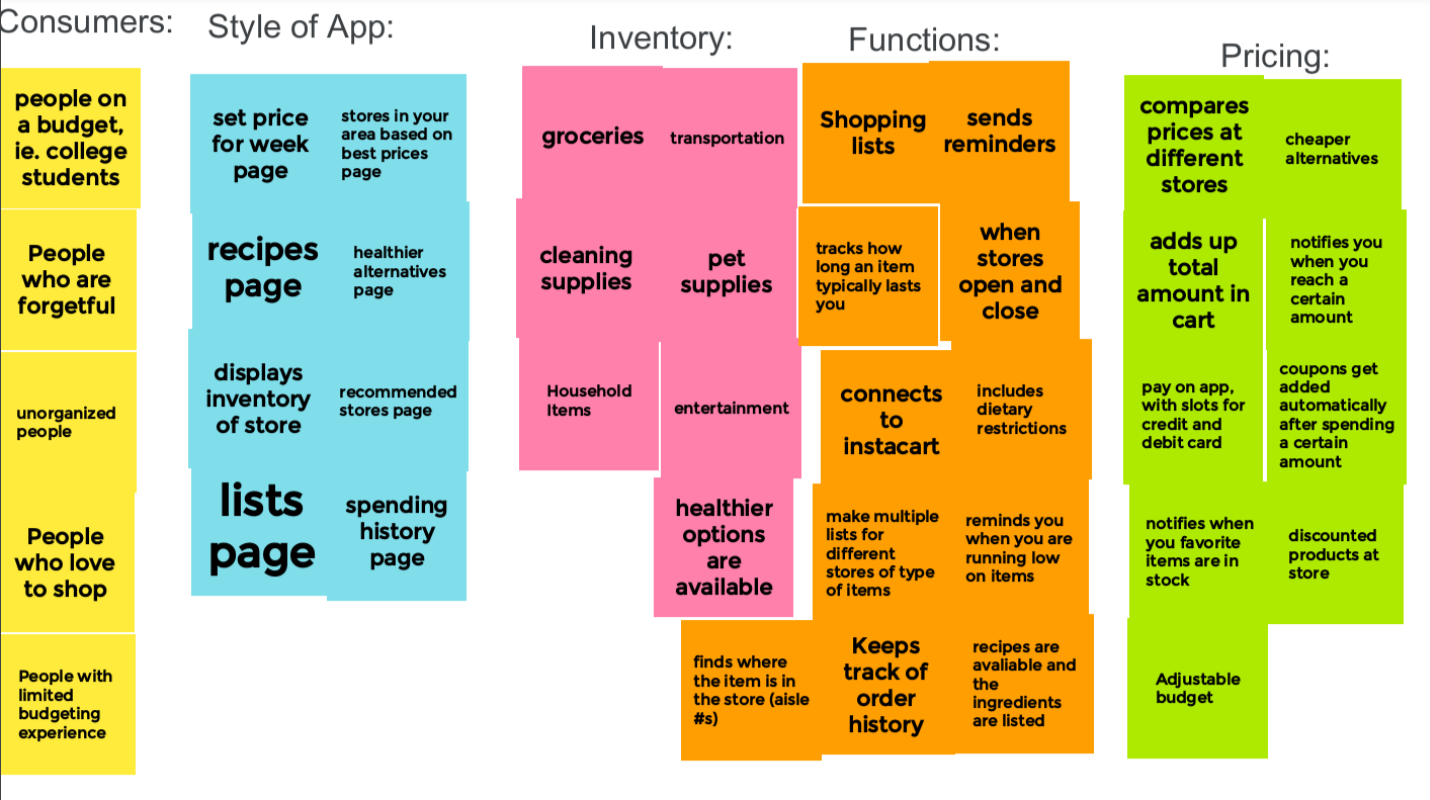 Consumers:
people on
a budget,
ie. college
students
People
who are
forgetful
unorganized
people
People
who love
to shop
People with
limited
budgeting
experience
Style of App:
set price
for week
page
stores in your
area based on
best prices
page
recipes
page
healthier
alternatives
page
displays
inventory
of store
recommended
stores page
lists
page
spending
history
page
Inventory:
groceries
transportation
cleaning
supplies
pet
supplies
Household
Items
entertainment
healthier
options
are
available
Functions:
Shopping
lists
sends
reminders
tracks how
long an item
typically lasts
you
when
stores
open and
close
connects
to
instacart
includes
dietary
restrictions
make multiple
lists for
different
stores of type
of items
reminds you
when you are
running low
on items
finds where
the item is in
the store (aisle
#s)
Keeps
track of
order
history
recipes are
avaliable and
the
ingredients
are listed
Pricing:
compares
prices at
different
stores
cheaper
alternatives
adds up
total
amount in
cart
notifies you
when you
reach a
certain
amount
pay on app,
with slots for
credit and
debit card
coupons get
added
automatically
after spending
a certain
amount
notifies when
you favorite
items are in
stock
discounted
products at
store
Adjustable
budget